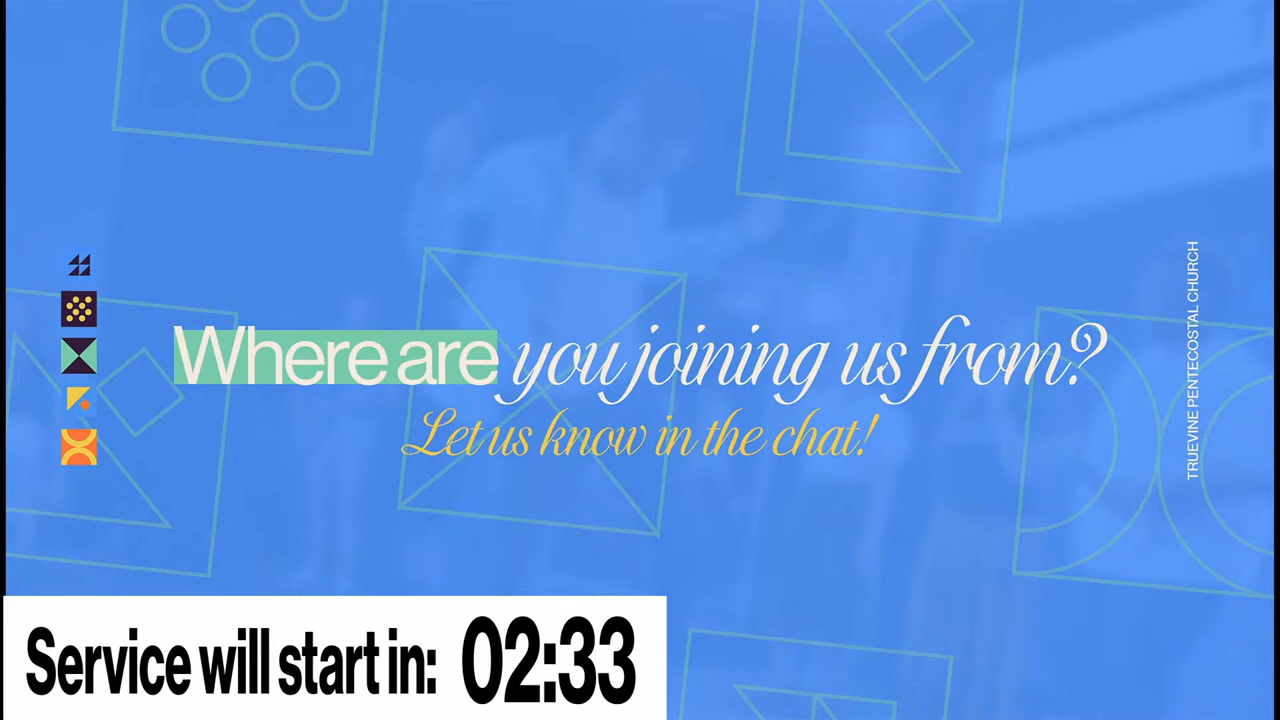 Where are you joining us from?
Let us know in the chat!
TRUEVINE PENTECOSTAL CHURCH
Service will start in: 02:33